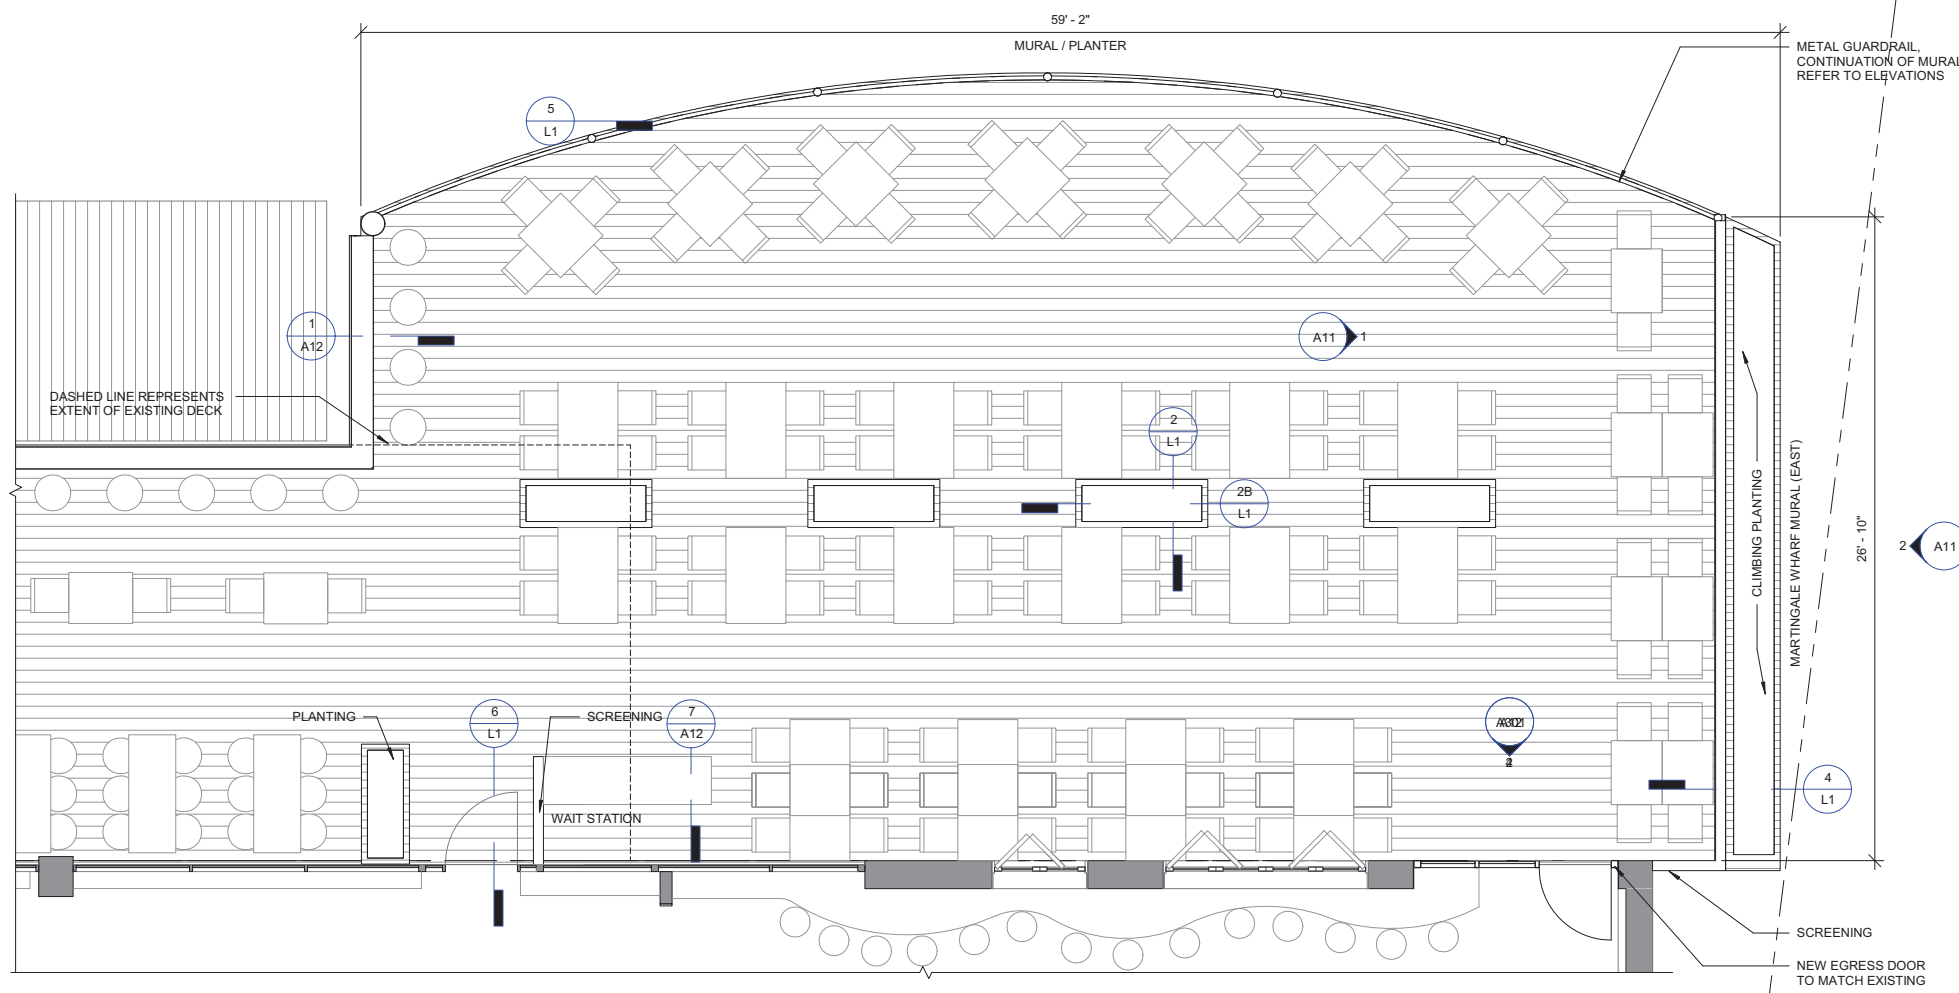 59' - 2"
MURAL / PLANTER
METAL GUARDRAIL,
CONTINUATION OF MURAL
REFER TO ELEVATIONS
5
L1
1
A12
A11
1
DASHED LINE REPRESENTS
EXTENT OF EXISTING DECK
2
L1
2B
L1
CLIMBING PLANTING
MARTINGALE WHARF MURAL (EAST)
26' - 10"
2
A11
PLANTING
6
L1
SCREENING
7
A12
WAIT STATION
4
L1
SCREENING
NEW EGRESS DOOR
TO MATCH EXISTING